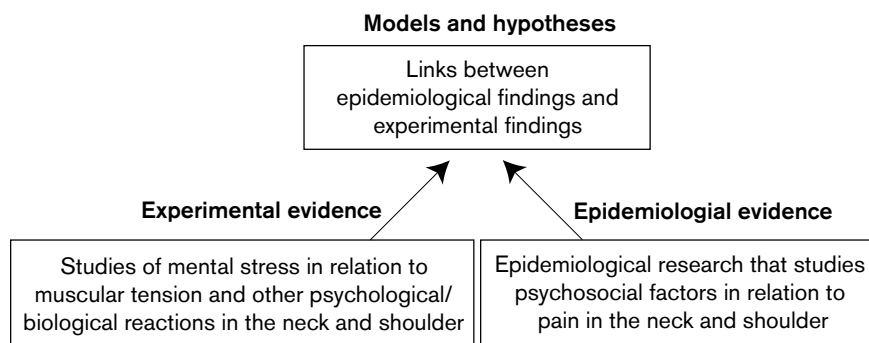 Models and hypotheses
Links between
epidemiological findings and
experimental findings
Experimental evidence
Epidemiologial evidence
Studies of mental stress in relation to
muscular tension and other psychological/
biological reactions in the neck and shoulder
Epidemiological research that studies
psychosocial factors in relation to
pain in the neck and shoulder